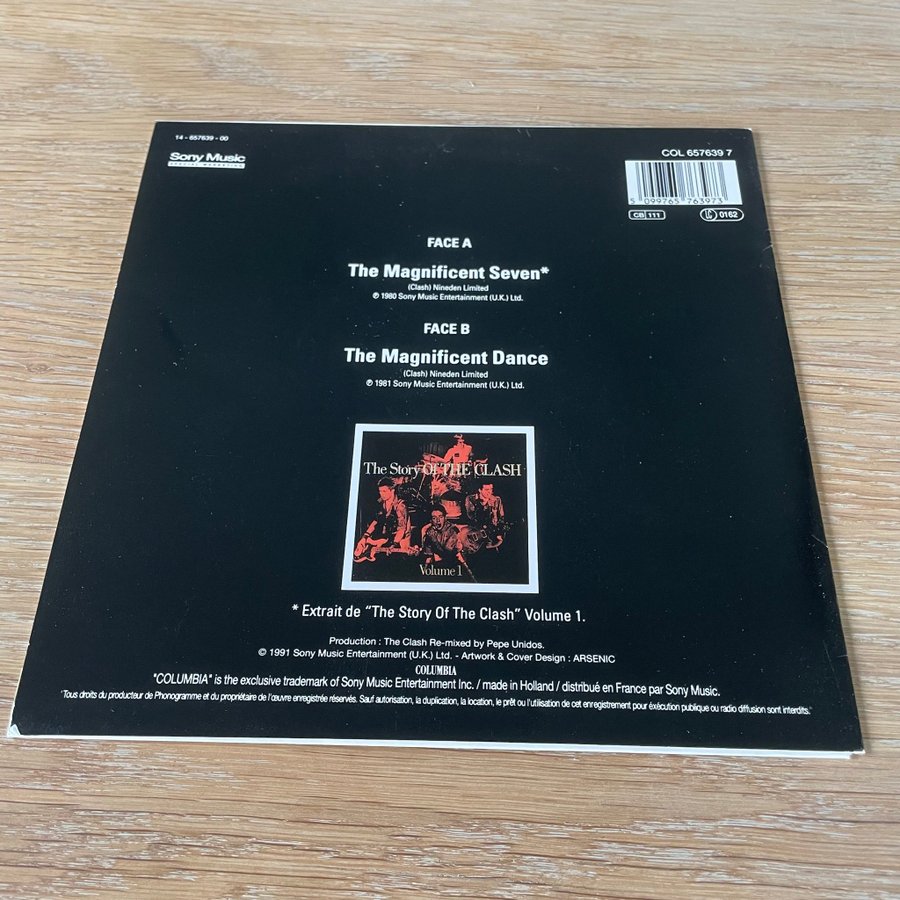 14 - 657639 - 00
Sony Music
COL 657639 7
5 099765 763973
CB 111
LC 0162
FACE A
The Magnificent Seven*
(Clash) Nineden Limited
℗ 1980 Sony Music Entertainment (U.K.) Ltd.
FACE B
The Magnificent Dance
(Clash) Nineden Limited
℗ 1981 Sony Music Entertainment (U.K.) Ltd.
The Story Of THE CLASH
Volume 1
* Extrait de “The Story Of The Clash” Volume 1.
Production : The Clash Re-mixed by Pepe Unidos.
© 1991 Sony Music Entertainment (U.K.) Ltd. - Artwork & Cover Design : ARSENIC
COLUMBIA
"COLUMBIA" is the exclusive trademark of Sony Music Entertainment Inc. / made in Holland / distribué en France par Sony Music.
Tous droits du producteur de Phonogramme et du propriétaire de l'œuvre enregistrée réservés. Sauf autorisation, la duplication, la location, le prêt ou l'utilisation de cet enregistrement pour éxécution publique ou radio diffusion sont interdits.